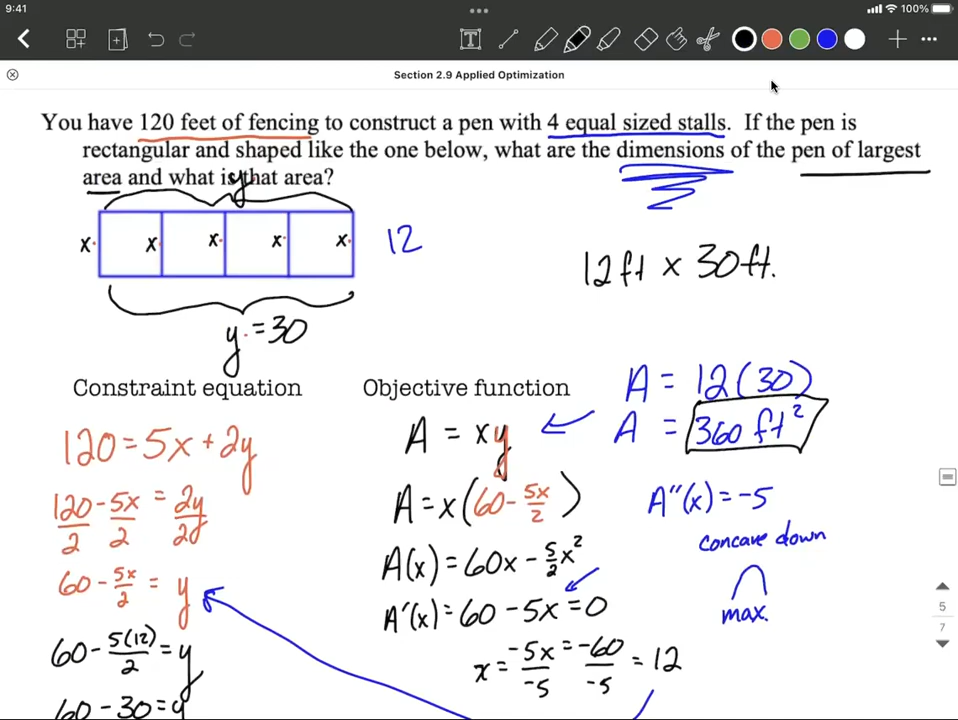 9:41
100%
Section 2.9 Applied Optimization
You have 120 feet of fencing to construct a pen with 4 equal sized stalls. If the pen is
rectangular and shaped like the one below, what are the dimensions of the pen of largest
area and what is that area?
y
x x x x x
12
12 ft x 30 ft.
y = 30
Constraint equation
120 = 5x + 2y
120 - 5x = 2y
2 2 2y
60 - 5x/2 = y
60 - 5(12)/2 = y
60 - 30 = y
Objective function
A = xy
A = x(60 - 5x/2)
A(x) = 60x - 5/2 x²
A'(x) = 60 - 5x = 0
x = -5x/-5 = -60/-5 = 12
A = 12(30)
A = 360 ft²
A''(x) = -5
concave down
max.
5
7